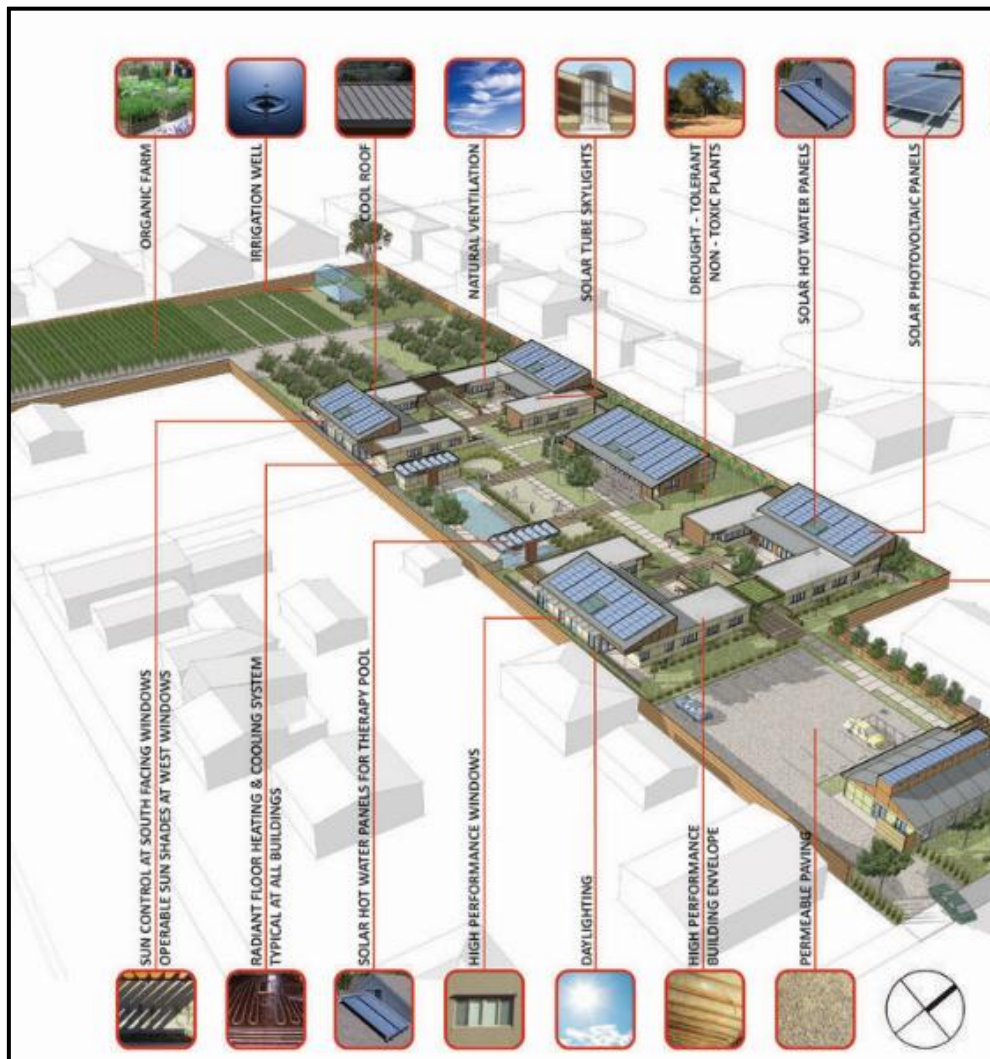 ORGANIC FARM
IRRIGATION WELL
COOL ROOF
NATURAL VENTILATION
SOLAR TUBE SKYLIGHTS
DROUGHT - TOLERANT
NON - TOXIC PLANTS
SOLAR HOT WATER PANELS
SOLAR PHOTOVOLTAIC PANELS
SUN CONTROL AT SOUTH FACING WINDOWS
OPERABLE SUN SHADES AT WEST WINDOWS
RADIANT FLOOR HEATING & COOLING SYSTEM
TYPICAL AT ALL BUILDINGS
SOLAR HOT WATER PANELS FOR THERAPY POOL
HIGH PERFORMANCE WINDOWS
DAYLIGHTING
HIGH PERFORMANCE
BUILDING ENVELOPE
PERMEABLE PAVING